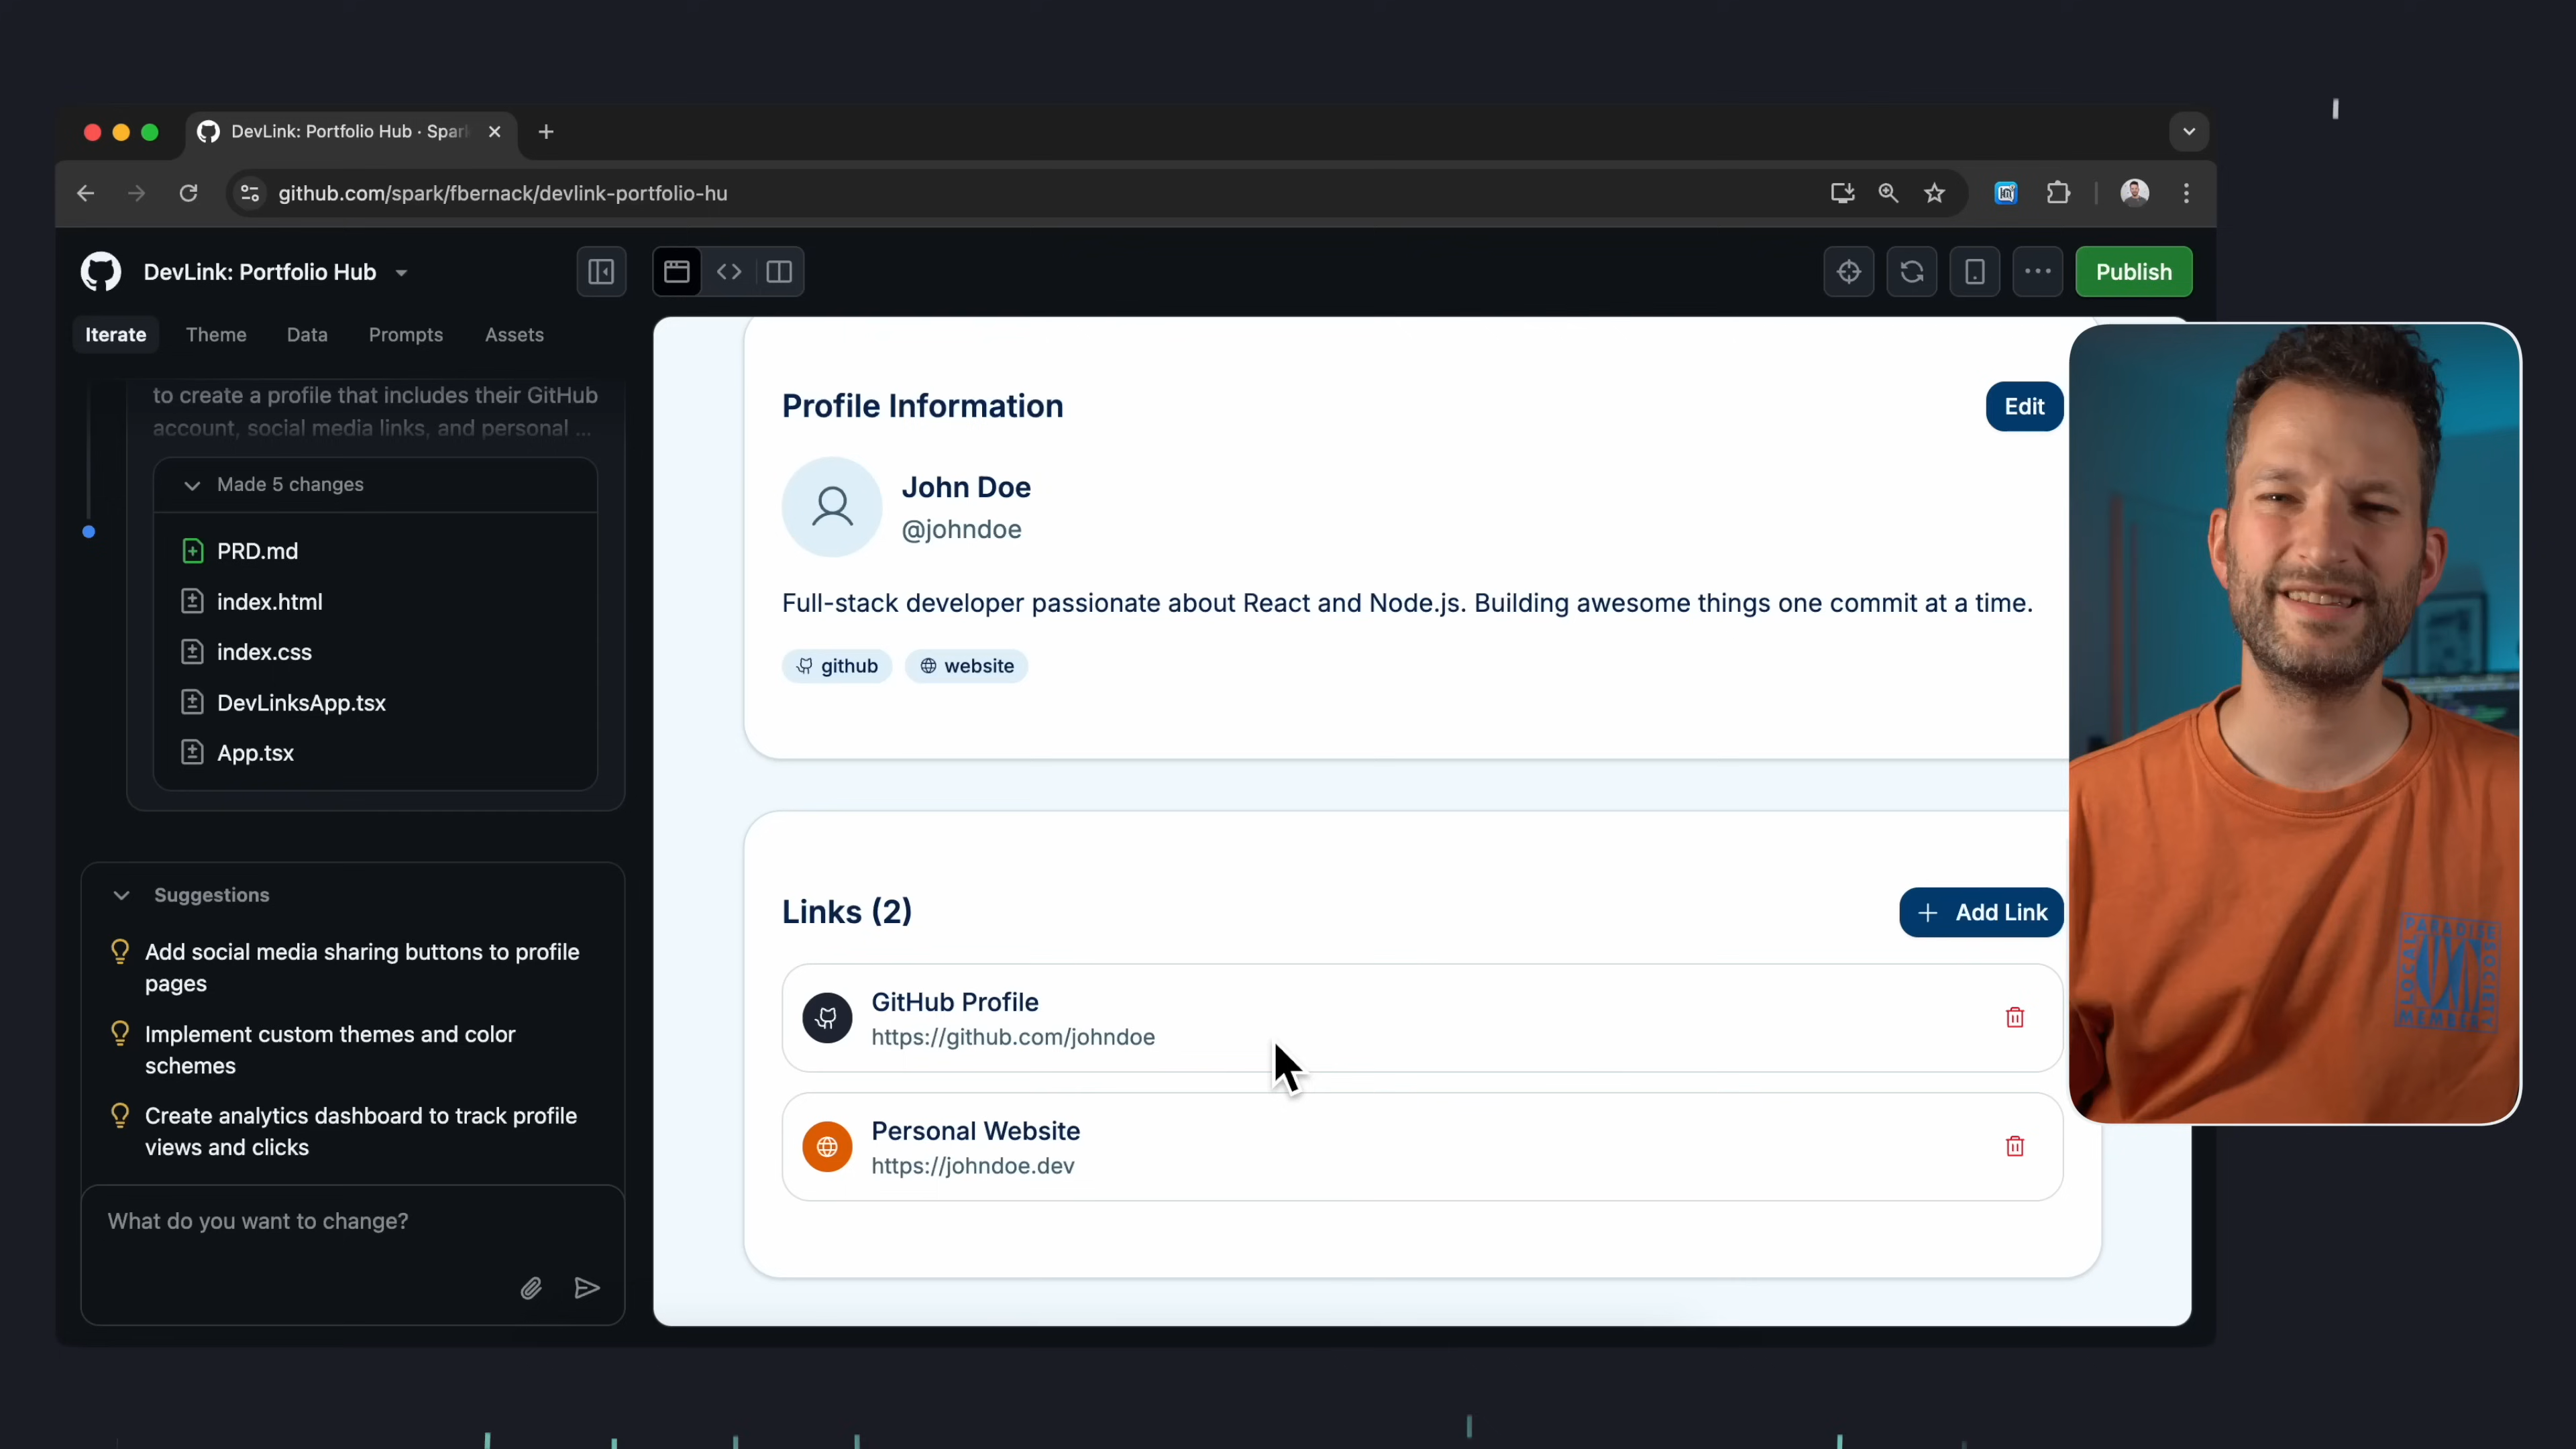 DevLink: Portfolio Hub · Spar
github.com/spark/fbernack/devlink-portfolio-hu
DevLink: Portfolio Hub
Publish
Iterate
Theme
Data
Prompts
Assets
to create a profile that includes their GitHub
account, social media links, and personal ...
Made 5 changes
PRD.md
index.html
index.css
DevLinksApp.tsx
App.tsx
Suggestions
Add social media sharing buttons to profile
pages
Implement custom themes and color
schemes
Create analytics dashboard to track profile
views and clicks
What do you want to change?
Profile Information
Edit
John Doe
@johndoe
Full-stack developer passionate about React and Node.js. Building awesome things one commit at a time.
github
website
Links (2)
Add Link
GitHub Profile
https://github.com/johndoe
Personal Website
https://johndoe.dev
PARADISE
LOCAL
SOCIETY
MEMBER